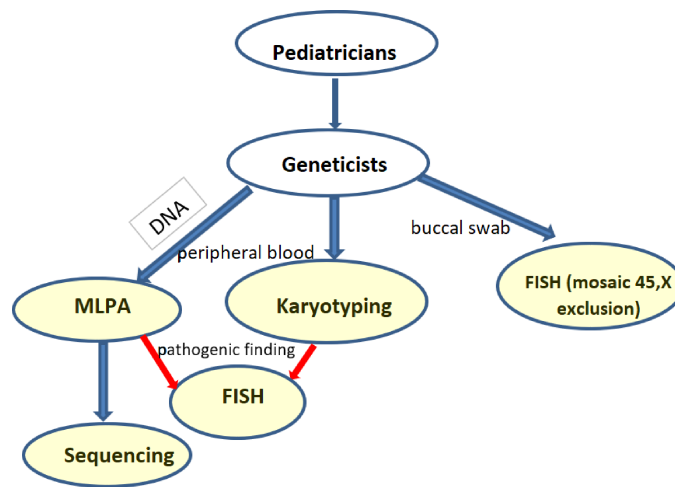 Pediatricians
Geneticists
DNA
buccal swab
peripheral blood
FISH (mosaic 45,X
exclusion)
MLPA
Karyotyping
pathogenic finding
FISH
Sequencing